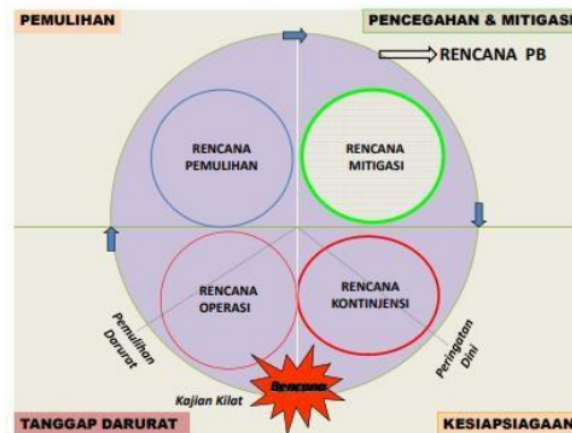 PEMULIHAN
PENCEGAHAN & MITIGASI
RENCANA PB
RENCANA
PEMULIHAN
RENCANA
MITIGASI
RENCANA
OPERASI
RENCANA
KONTINJENSI
Pemulihan
Darurat
Peringatan
Dini
Kajian Kilat
Bencana
TANGGAP DARURAT
KESIAPSIAGAAN